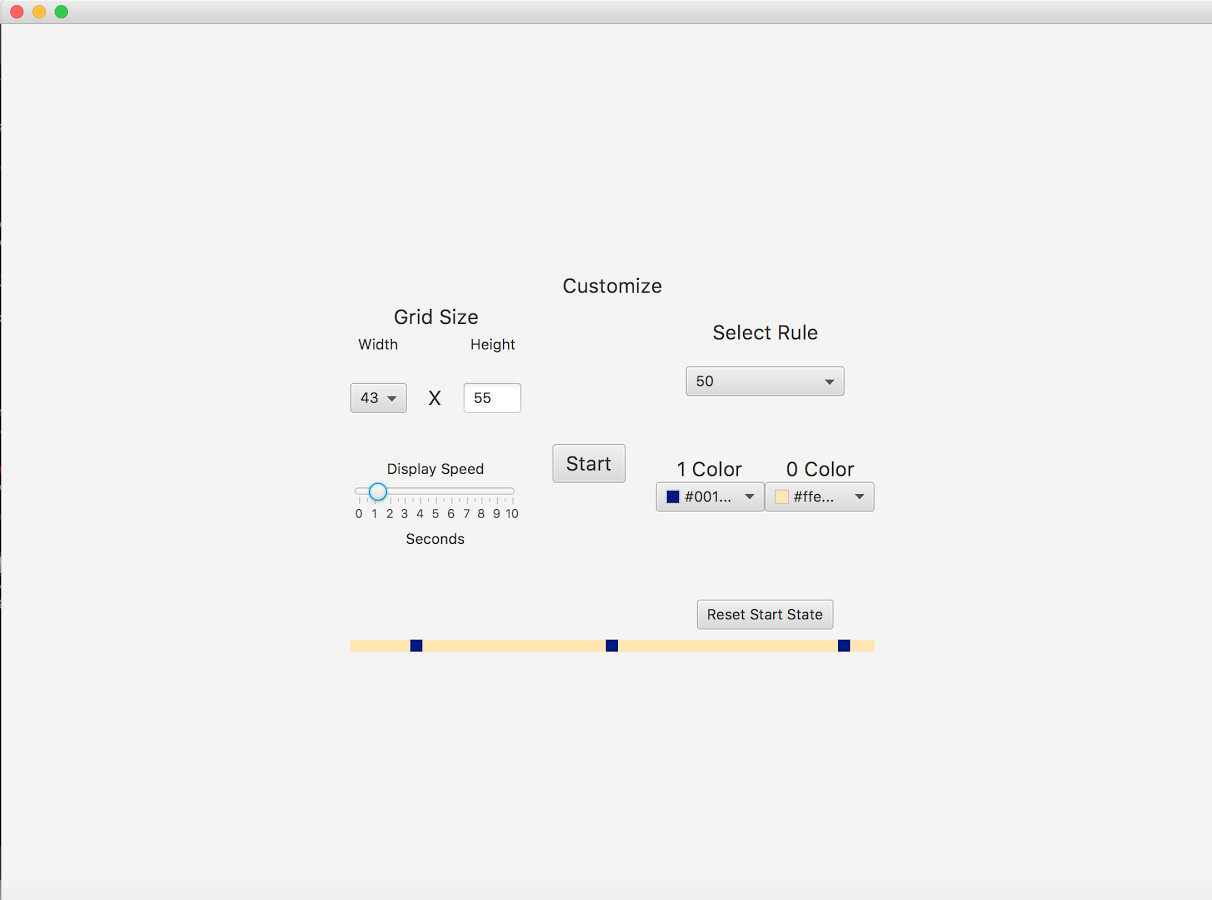 Customize
Grid Size
Select Rule
Width Height
50
43 X 55
Start
Display Speed
1 Color 0 Color
#001... #ffe...
0 1 2 3 4 5 6 7 8 9 10
Seconds
Reset Start State